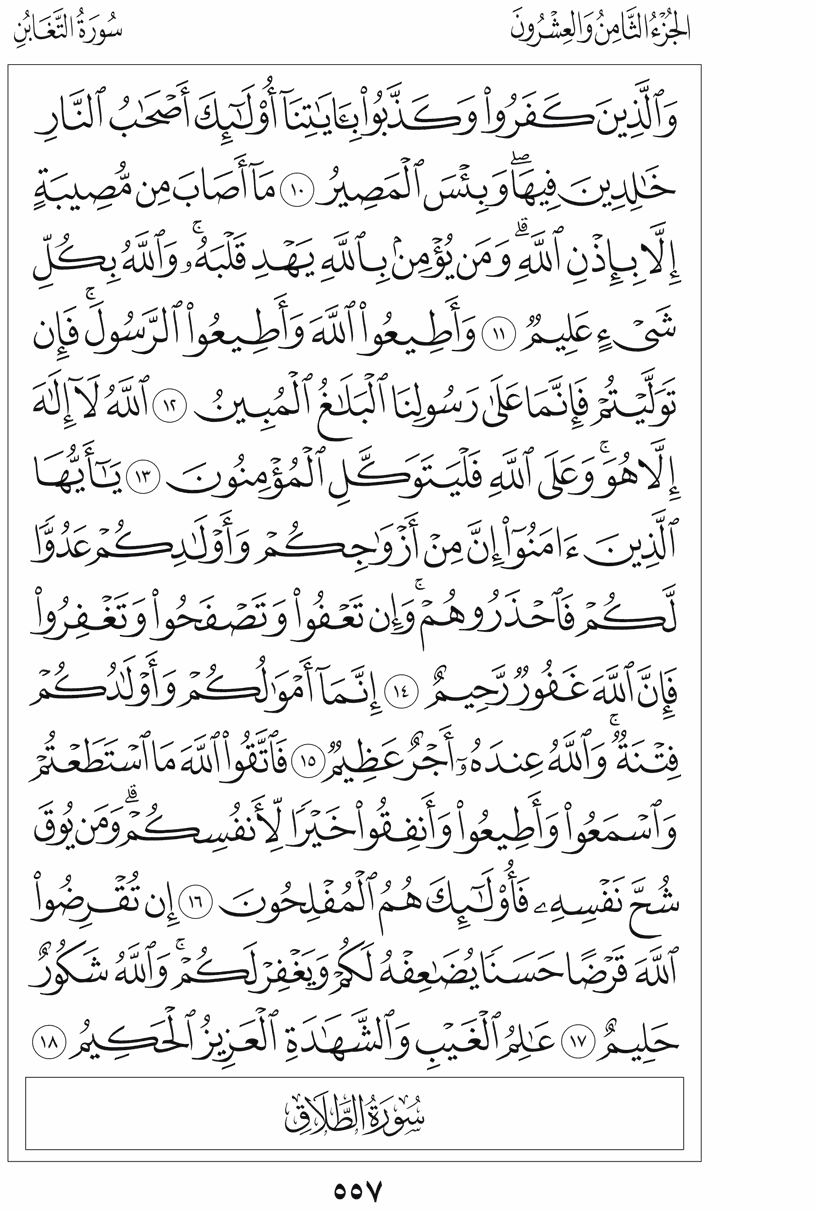 الجُزْءُ الثَّامِنُ وَالعِشْرُونَ
سُورَةُ التَّغَابُنِ
وَٱلَّذِينَ كَفَرُواْ وَكَذَّبُواْ بِـَٔايَٰتِنَآ أُوْلَٰٓئِكَ أَصْحَٰبُ ٱلنَّارِ
خَٰلِدِينَ فِيهَاۖ وَبِئْسَ ٱلْمَصِيرُ ١٠ مَآ أَصَابَ مِن مُّصِيبَةٍ
إِلَّا بِإِذْنِ ٱللَّهِۗ وَمَن يُؤْمِنۢ بِٱللَّهِ يَهْدِ قَلْبَهُۥۚ وَٱللَّهُ بِكُلِّ
شَىْءٍ عَلِيمٌ ١١ وَأَطِيعُواْ ٱللَّهَ وَأَطِيعُواْ ٱلرَّسُولَۚ فَإِن
تَوَلَّيْتُمْ فَإِنَّمَا عَلَىٰ رَسُولِنَا ٱلْبَلَٰغُ ٱلْمُبِينُ ١٢ ٱللَّهُ لَآ إِلَٰهَ
إِلَّا هُوَۚ وَعَلَى ٱللَّهِ فَلْيَتَوَكَّلِ ٱلْمُؤْمِنُونَ ١٣ يَٰٓأَيُّهَا
ٱلَّذِينَ ءَامَنُوٓاْ إِنَّ مِنْ أَزْوَٰجِكُمْ وَأَوْلَٰدِكُمْ عَدُوًّا
لَّكُمْ فَٱحْذَرُوهُمْۚ وَإِن تَعْفُواْ وَتَصْفَحُواْ وَتَغْفِرُواْ
فَإِنَّ ٱللَّهَ غَفُورٌ رَّحِيمٌ ١٤ إِنَّمَآ أَمْوَٰلُكُمْ وَأَوْلَٰدُكُمْ
فِتْنَةٌۚ وَٱللَّهُ عِندَهُۥٓ أَجْرٌ عَظِيمٌ ١٥ فَٱتَّقُواْ ٱللَّهَ مَا ٱسْتَطَعْتُمْ
وَٱسْمَعُواْ وَأَطِيعُواْ وَأَنفِقُواْ خَيْرًا لِّأَنفُسِكُمْۗ وَمَن يُوقَ
شُحَّ نَفْسِهِۦ فَأُوْلَٰٓئِكَ هُمُ ٱلْمُفْلِحُونَ ١٦ إِن تُقْرِضُواْ
ٱللَّهَ قَرْضًا حَسَنًا يُضَٰعِفْهُ لَكُمْ وَيَغْفِرْ لَكُمْۚ وَٱللَّهُ شَكُورٌ
حَلِيمٌ ١٧ عَٰلِمُ ٱلْغَيْبِ وَٱلشَّهَٰدَةِ ٱلْعَزِيزُ ٱلْحَكِيمُ ١٨
سُورَةُ الطَّلَاقِ
٥٥٧